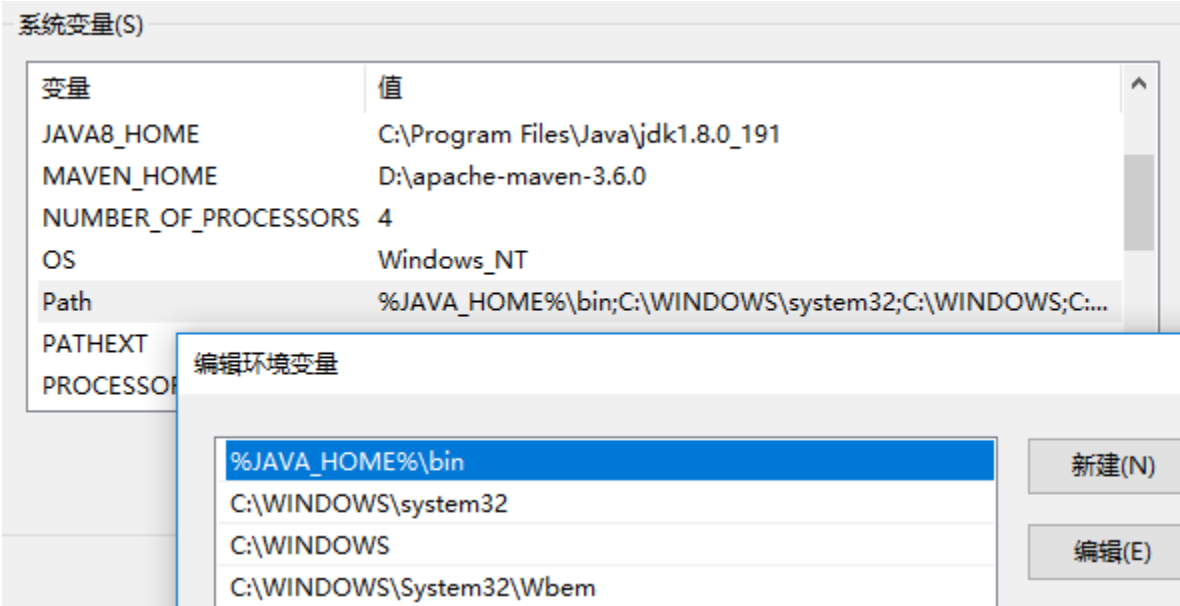 系统变量(S)
变量 值
JAVA8_HOME C:\Program Files\Java\jdk1.8.0_191
MAVEN_HOME D:\apache-maven-3.6.0
NUMBER_OF_PROCESSORS 4
OS Windows_NT
Path %JAVA_HOME%\bin;C:\WINDOWS\system32;C:\WINDOWS;C:...
PATHEXT
编辑环境变量
%JAVA_HOME%\bin
新建(N)
C:\WINDOWS\system32
C:\WINDOWS
编辑(E)
C:\WINDOWS\System32\Wbem